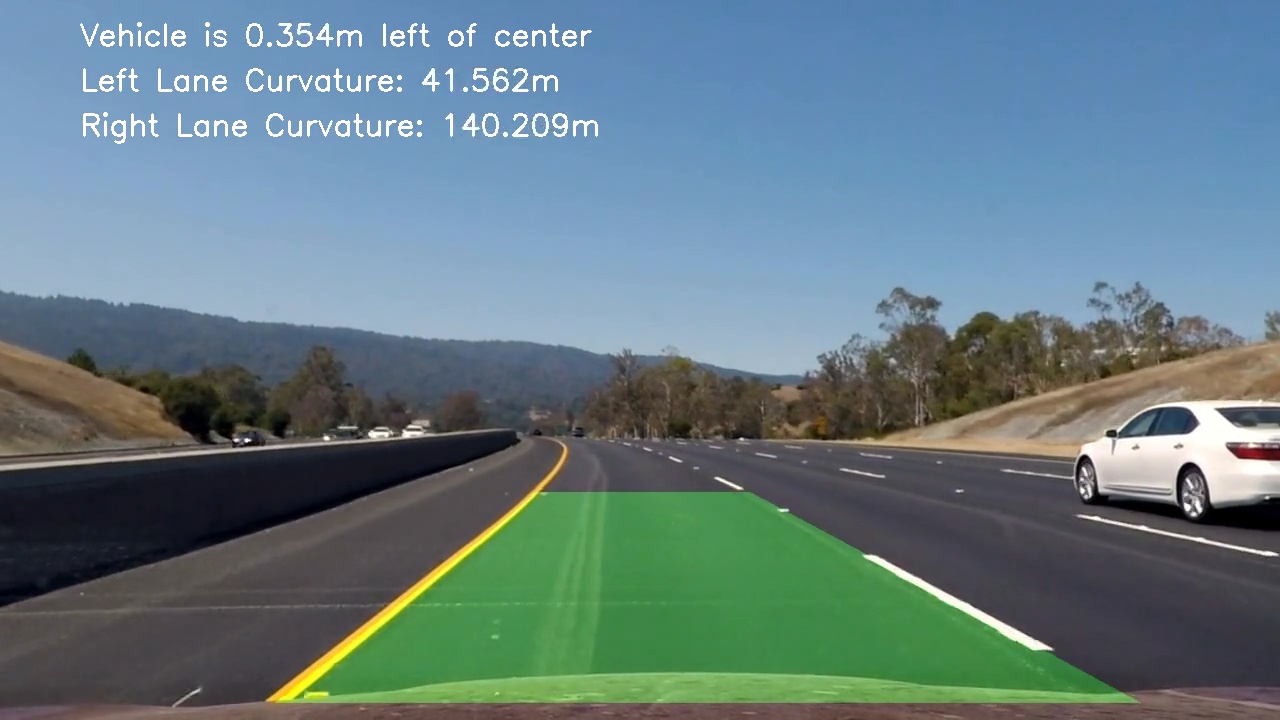 Vehicle is 0.354m left of center
Left Lane Curvature: 41.562m
Right Lane Curvature: 140.209m